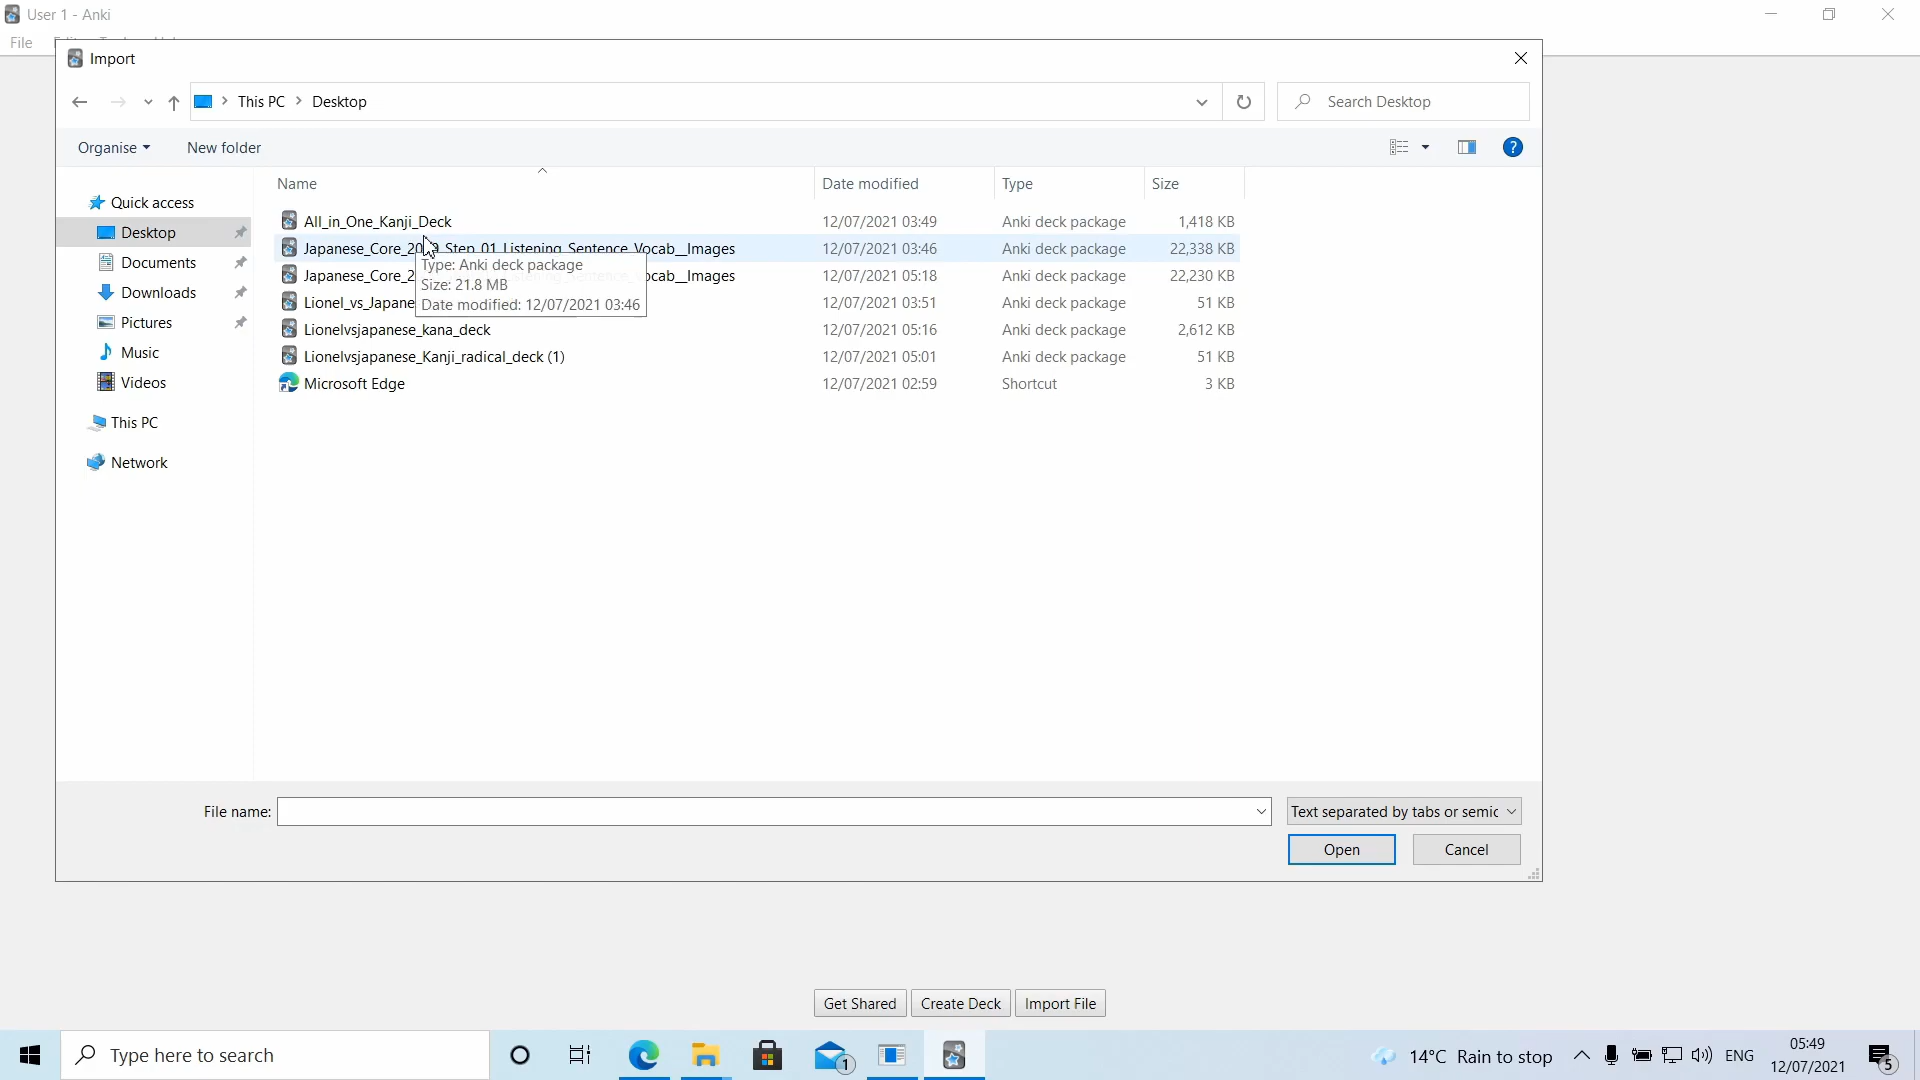 User 1 - Anki
File
Import
This PC > Desktop
Search Desktop
Organise
New folder
Name Date modified Type Size
Quick access
Desktop
Documents
Downloads
Pictures
Music
Videos
This PC
Network
All_in_One_Kanji_Deck 12/07/2021 03:49 Anki deck package 1,418 KB
Step_01_Listening_Sentence_Vocab__Images 12/07/2021 03:46 Anki deck package 22,338 KB
12/07/2021 05:18 Anki deck package 22,230 KB
12/07/2021 03:51 Anki deck package 51 KB
Lionelvsjapanese_kana_deck 12/07/2021 05:16 Anki deck package 2,612 KB
Lionelvsjapanese_Kanji_radical_deck (1) 12/07/2021 05:01 Anki deck package 51 KB
Microsoft Edge 12/07/2021 02:59 Shortcut 3 KB
Type: Anki deck package
Size: 21.8 MB
Date modified: 12/07/2021 03:46
File name:
Text separated by tabs or semic
Open Cancel
Get Shared Create Deck Import File
Type here to search
1
14°C Rain to stop
ENG
05:49
12/07/2021
5